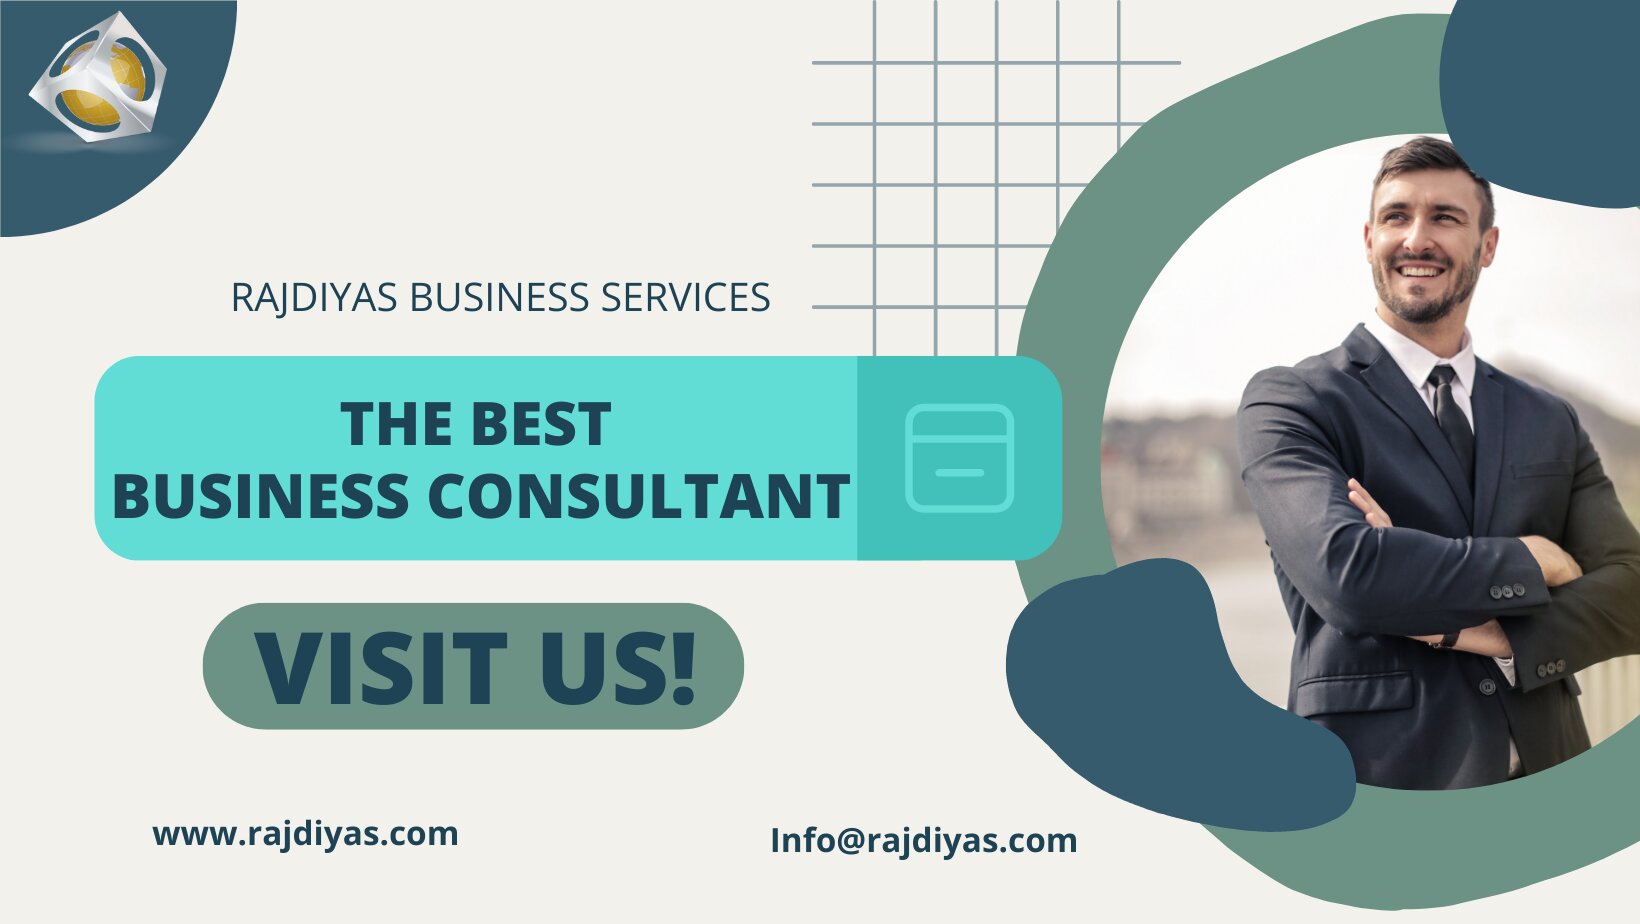 RAJDIYAS BUSINESS SERVICES
THE BEST
BUSINESS CONSULTANT
VISIT US!
www.rajdiyas.com
Info@rajdiyas.com